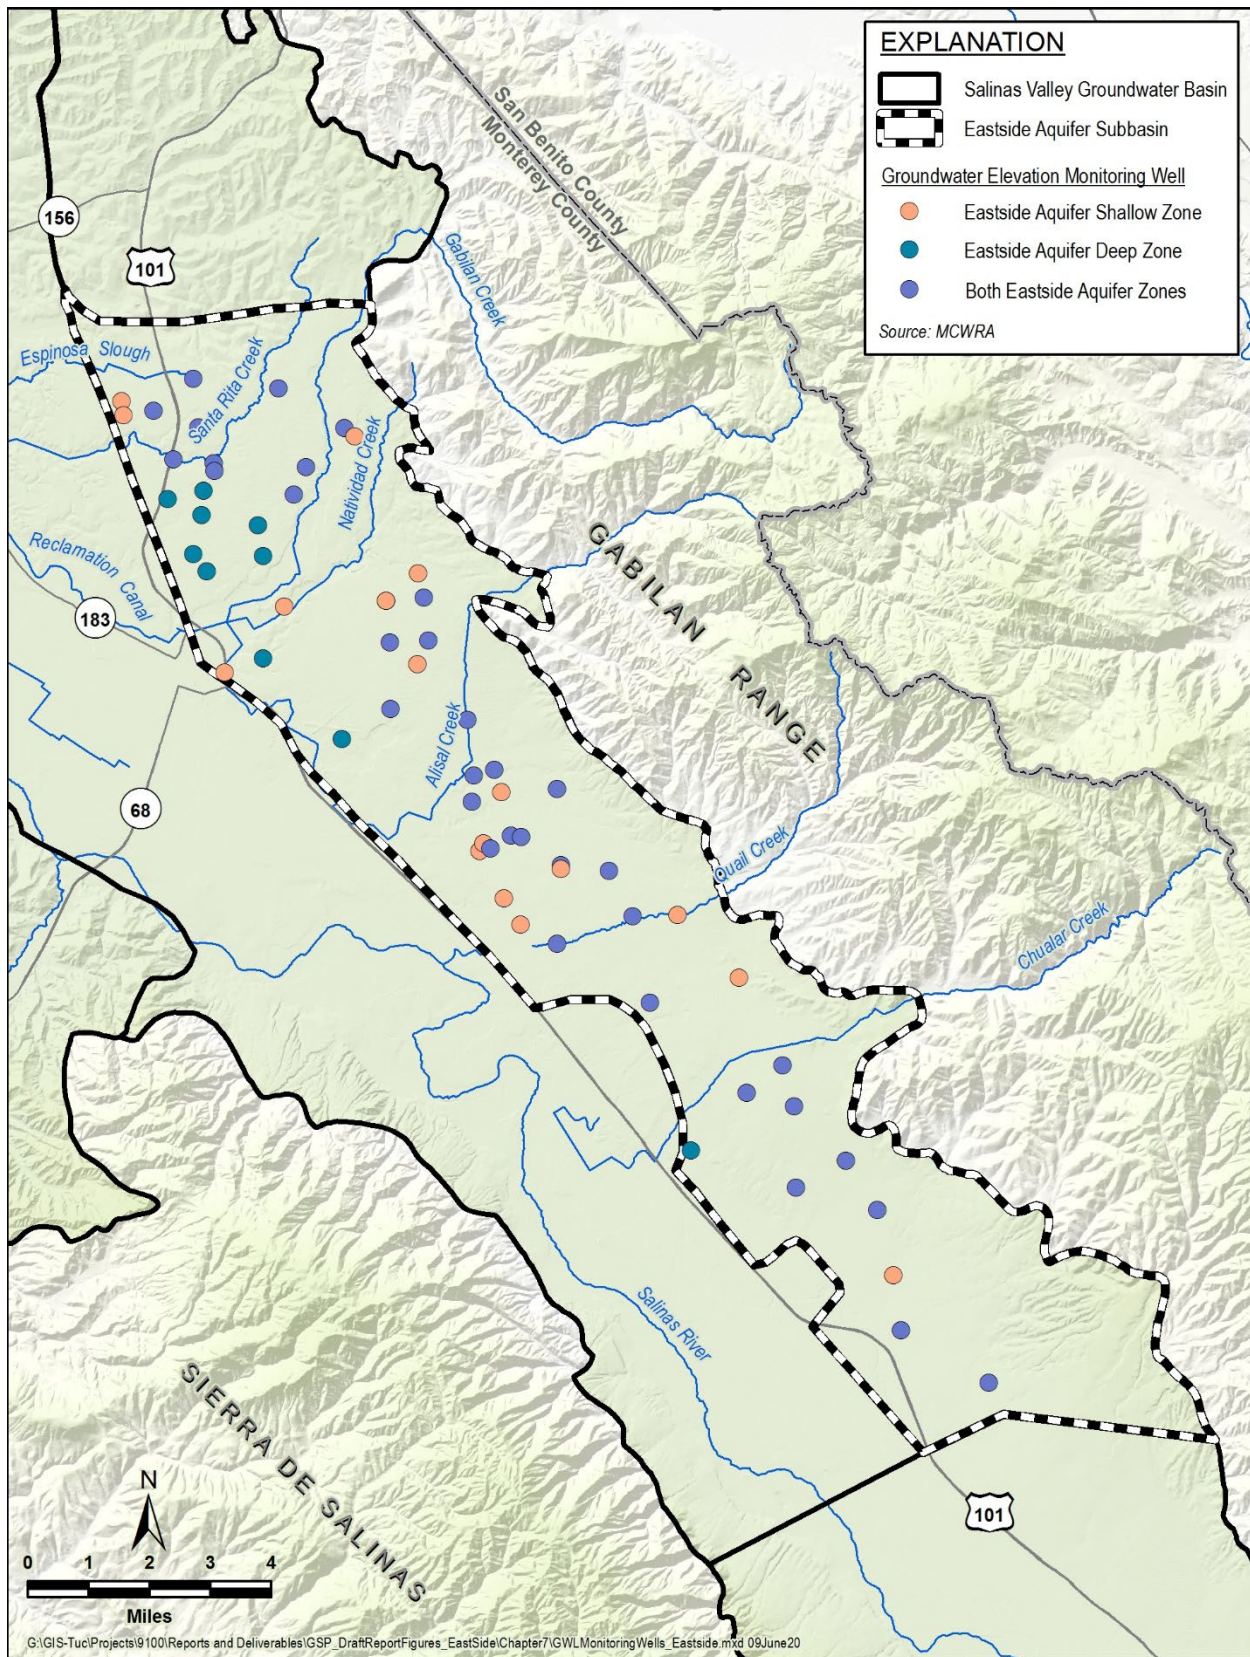 EXPLANATION
Salinas Valley Groundwater Basin
Eastside Aquifer Subbasin
Groundwater Elevation Monitoring Well
Eastside Aquifer Shallow Zone
Eastside Aquifer Deep Zone
Both Eastside Aquifer Zones
Source: MCWRA
San Benito County
Monterey County
156
101
Gabilan Creek
Espinosa Slough
Santa Rita Creek
Natividad Creek
Reclamation Canal
183
GABILAN RANGE
Alisal Creek
68
Quail Creek
Chualar Creek
Salinas River
SIERRA DE SALINAS
101
N
0 1 2 3 4
Miles
G:\GIS-Tuc\Projects\9100\Reports and Deliverables\GSP_DraftReportFigures_EastSide\Chapter7\GWLMonitoringWells_Eastside.mxd 09June20